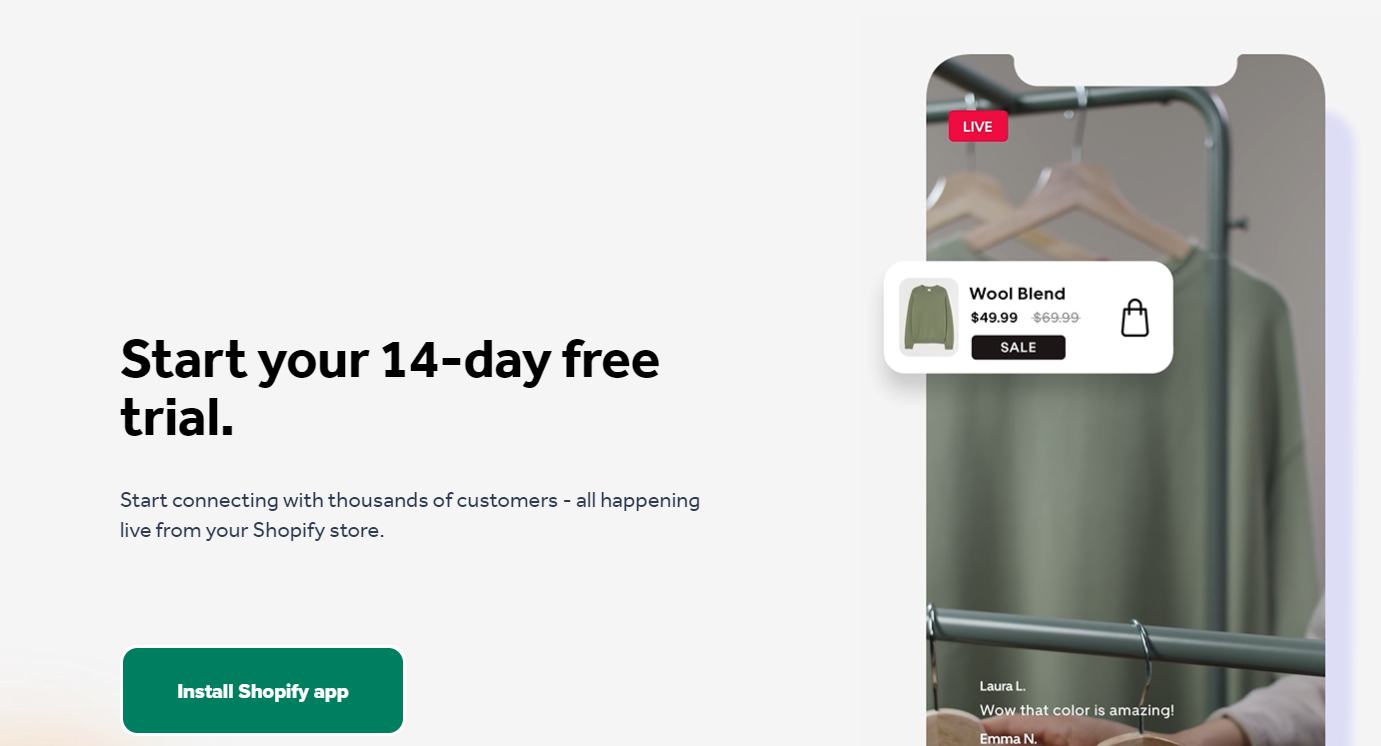 Start your 14-day free
trial.
Start connecting with thousands of customers - all happening
live from your Shopify store.
Install Shopify app
LIVE
Wool Blend
$49.99 $69.99
SALE
Laura L.
Wow that color is amazing!
Emma N.